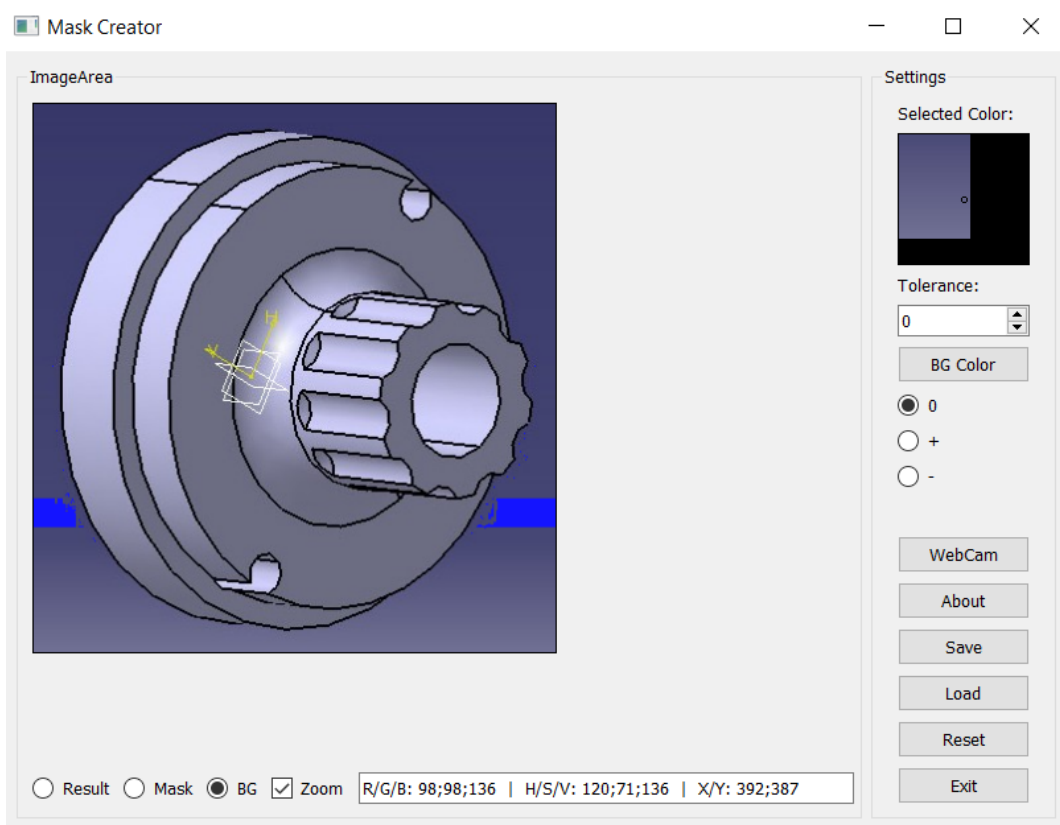 Mask Creator
ImageArea
Settings
Selected Color:
Tolerance:
0
BG Color
0
+
-
WebCam
About
Save
Load
Reset
Exit
H
V
Result Mask BG Zoom R/G/B: 98;98;136 | H/S/V: 120;71;136 | X/Y: 392;387